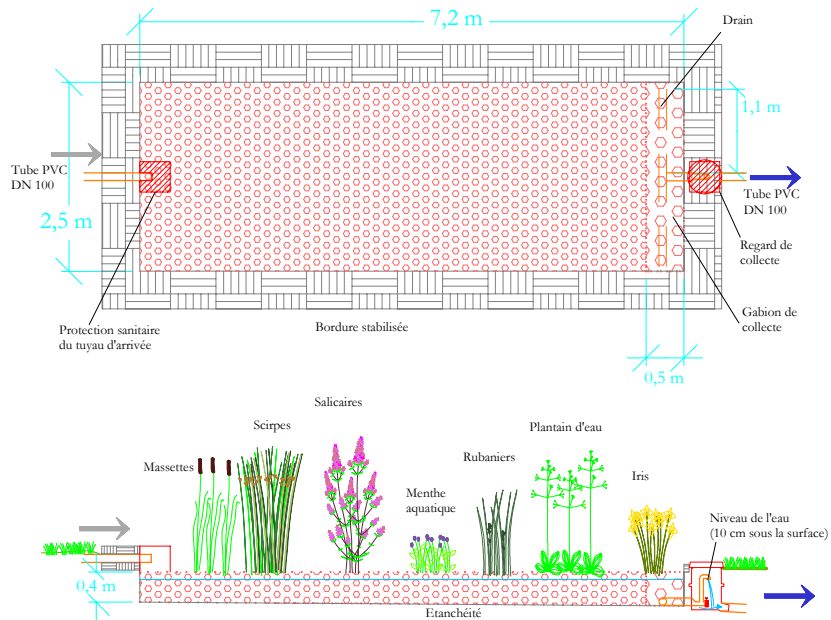 7,2 m
Drain
1,1 m
Tube PVC
DN 100
2,5 m
Tube PVC
DN 100
Regard de
collecte
Gabion de
collecte
Protection sanitaire
du tuyau d'arrivée
Bordure stabilisée
0,5 m
Salicaires
Scirpes
Plantain d'eau
Massettes
Rubaniers
Iris
Menthe
aquatique
Niveau de l'eau
(10 cm sous la surface)
0,4 m
Etanchéité